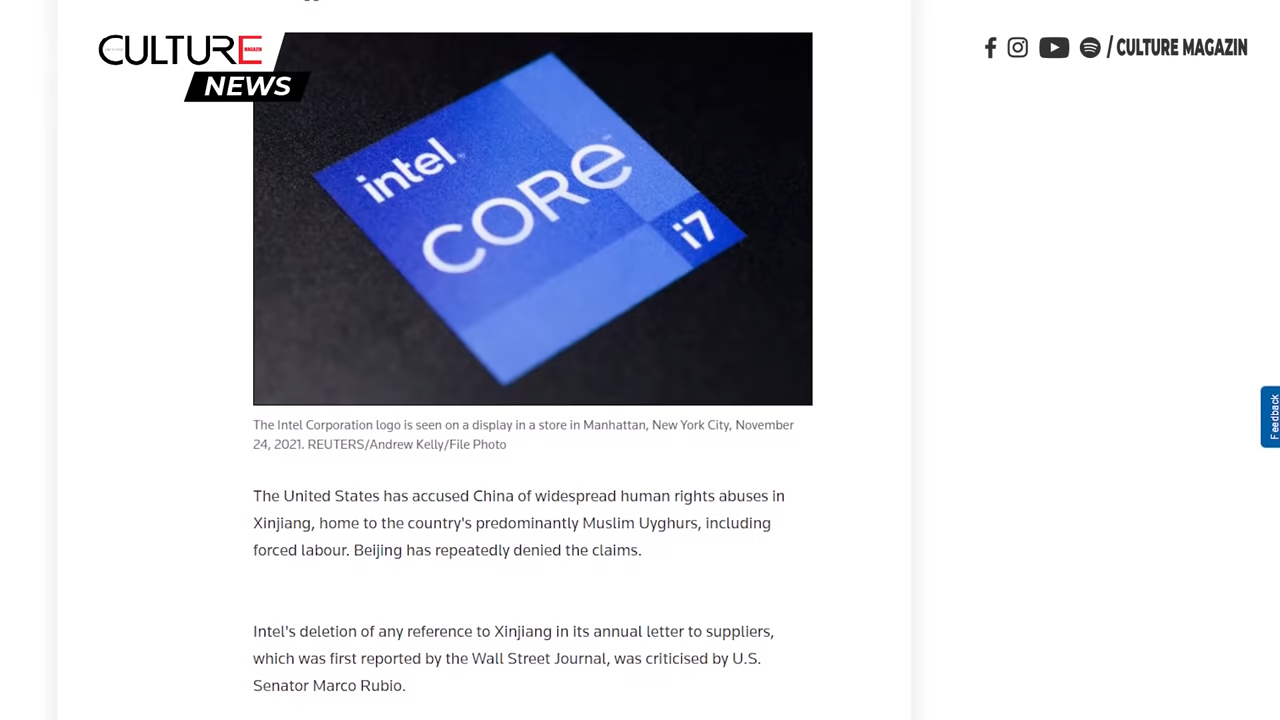 CULTURE
MAGAZIN
NEWS
/ CULTURE MAGAZIN
intel
CORE
i7
The Intel Corporation logo is seen on a display in a store in Manhattan, New York City, November
24, 2021. REUTERS/Andrew Kelly/File Photo
The United States has accused China of widespread human rights abuses in
Xinjiang, home to the country's predominantly Muslim Uyghurs, including
forced labour. Beijing has repeatedly denied the claims.
Intel's deletion of any reference to Xinjiang in its annual letter to suppliers,
which was first reported by the Wall Street Journal, was criticised by U.S.
Senator Marco Rubio.
Feedback